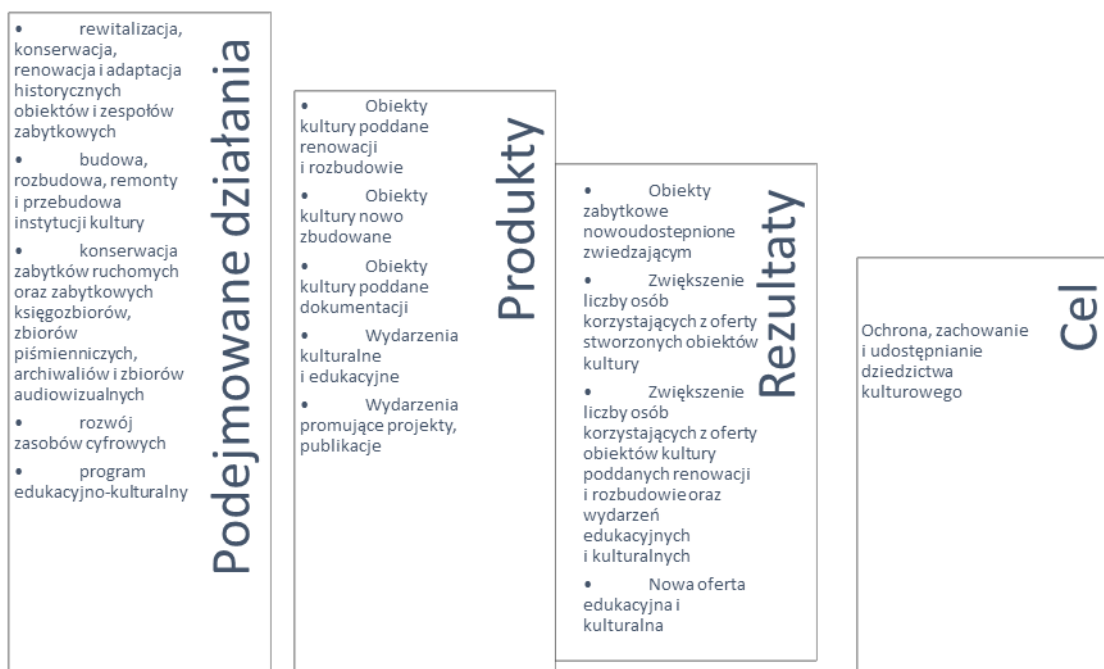 • rewitalizacja,
konserwacja,
renowacja i adaptacja
historycznych
obiektów i zespołów
zabytkowych
• budowa,
rozbudowa, remonty
i przebudowa
instytucji kultury
• konserwacja
zabytków ruchomych
oraz zabytkowych
księgozbiorów,
zbiorów
piśmienniczych,
archiwaliów i zbiorów
audiowizualnych
• rozwój
zasobów cyfrowych
• program
edukacyjno-kulturalny
Podejmowane działania
• Obiekty
kultury poddane
renowacji
i rozbudowie
• Obiekty
kultury nowo
zbudowane
• Obiekty
kultury poddane
dokumentacji
• Wydarzenia
kulturalne
i edukacyjne
• Wydarzenia
promujące projekty,
publikacje
Produkty
• Obiekty
zabytkowe
nowoudostepnione
zwiedzającym
• Zwiększenie
liczby osób
korzystających z oferty
stworzonych obiektów
kultury
• Zwiększenie
liczby osób
korzystających z oferty
obiektów kultury
poddanych renowacji
i rozbudowie oraz
wydarzeń
edukacyjnych
i kulturalnych
• Nowa oferta
edukacyjna i
kulturalna
Rezultaty
Ochrona, zachowanie
i udostępnianie
dziedzictwa
kulturowego
Cel